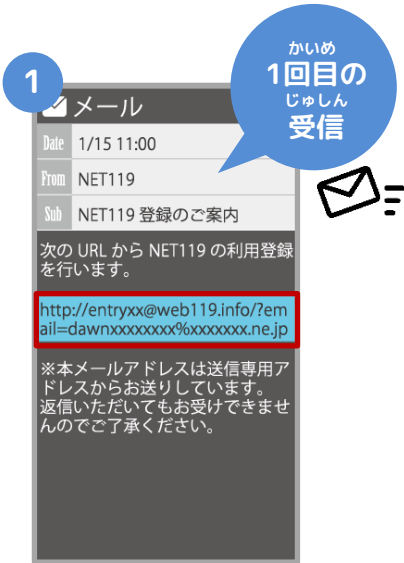 1
かいめ
1回目の
じゅしん
受信
メール
Date 1/15 11:00
From NET119
Sub NET119 登録のご案内
次の URL から NET119 の利用登録
を行います。
http://entryxx@web119.info/?em
ail=dawnxxxxxxxx%xxxxxxx.ne.jp
※本メールアドレスは送信専用ア
ドレスからお送りしています。
返信いただいてもお受けできませ
んのでご了承ください。